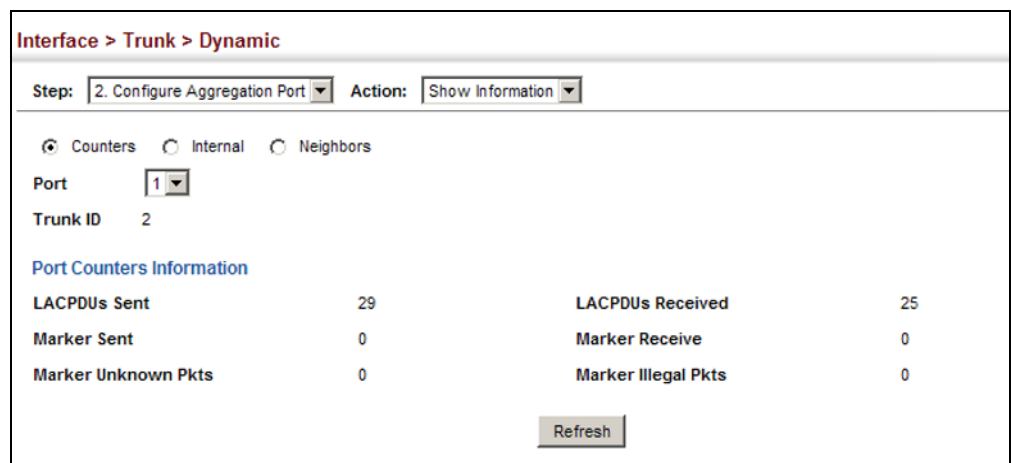 Interface > Trunk > Dynamic
Step: 2. Configure Aggregation Port Action: Show Information
Counters Internal Neighbors
Port 1
Trunk ID 2
Port Counters Information
LACPDUs Sent 29 LACPDUs Received 25
Marker Sent 0 Marker Receive 0
Marker Unknown Pkts 0 Marker Illegal Pkts 0
Refresh